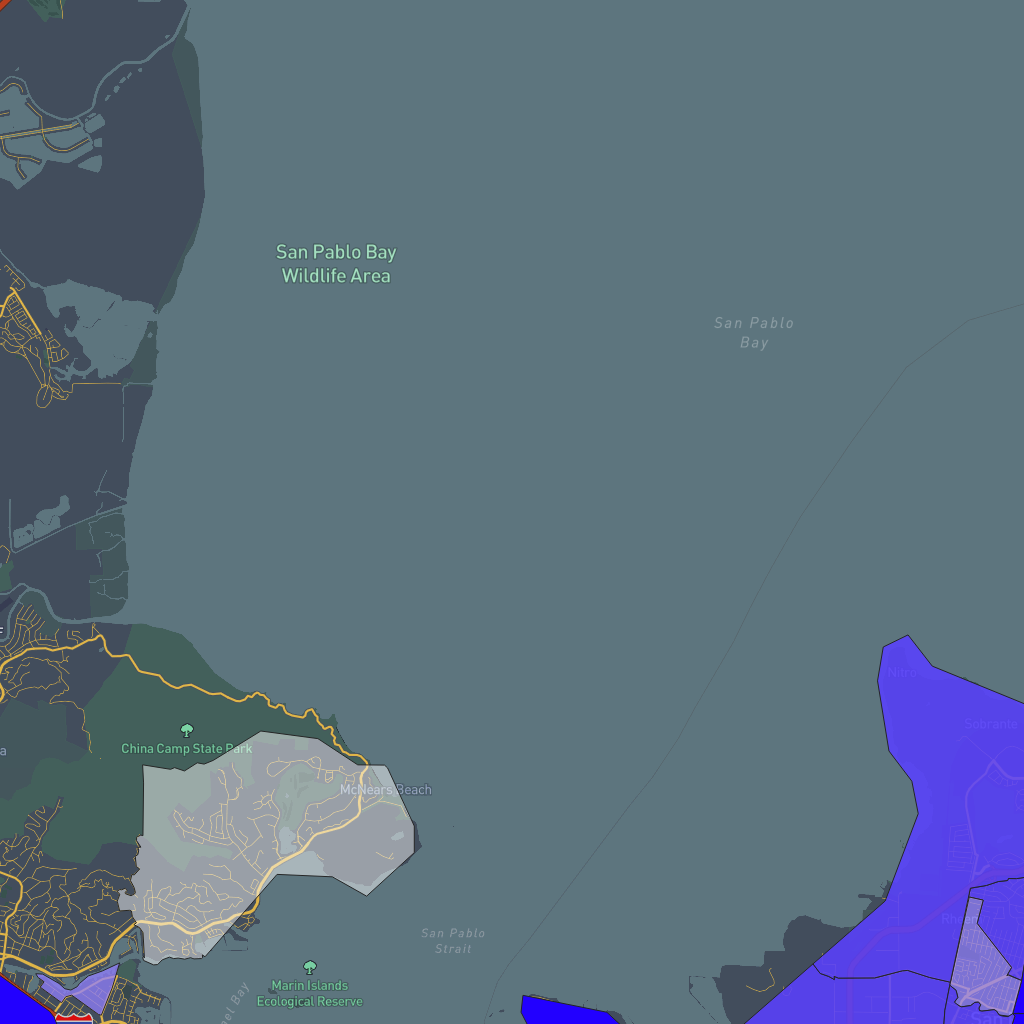 San Pablo Bay
Wildlife Area
San Pablo
Bay
Sobrante
China Camp State Park
McNears Beach
San Pablo
Strait
Marin Islands
Ecological Reserve
Bay